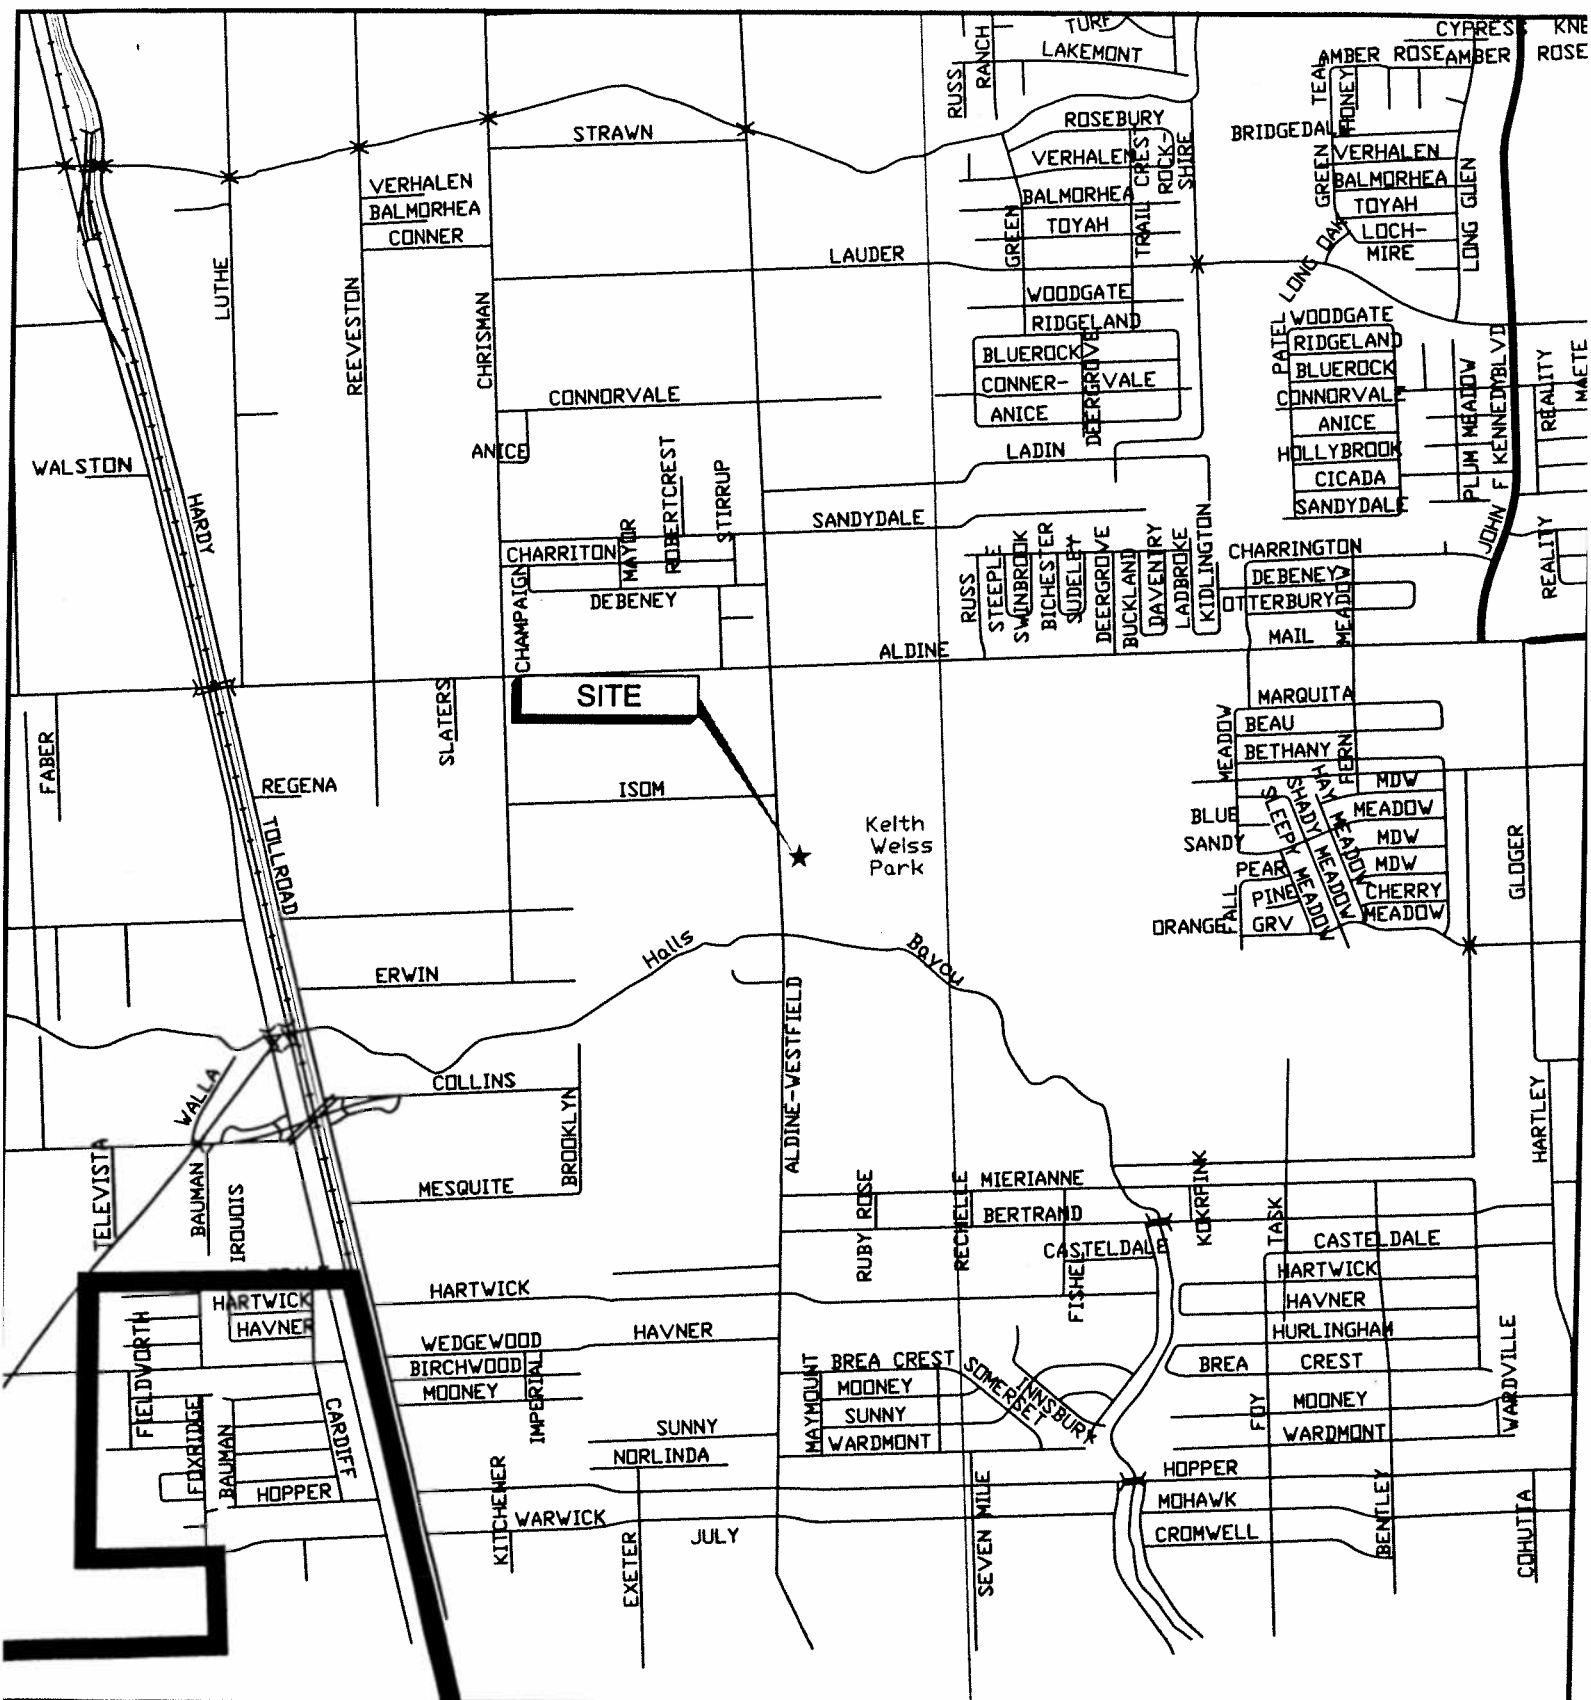 TURF
CYPRESS
KNE
LAKEMONT
AMBER ROSE
AMBER
ROSE
RUSS
RANCH
TEAL
STRAWN
ROSEBURY
BRIDGEDALE
VERHALEN
BALMORHEA
CONNER
VERHALEN
BALMORHEA
TOYAH
GREEN
TRAIL CREST
ROCK-
SHIRE
GREEN
VERHALEN
BALMORHEA
TOYAH
LOCH-
MIRE
LONG GLEN
LONG OAK
LAUDER
LUTHE
REEVESTON
CHRISMAN
WOODGATE
RIDGELAND
BLUEROCK
CONNER-
VALE
ANICE
DEERGROVE
PATEL
WOODGATE
RIDGELAND
BLUEROCK
CONNORVALE
ANICE
HOLLYBROOK
CICADA
SANDYDALE
PLUM MEADOW
JOHN F KENNEDY BLVD
REALITY
MAETE
CONNORVALE
ANICE
LADIN
WALSTON
HARDY
ROBERTCREST
STIRRUP
MAYOR
SANDYDALE
CHARRITON
CHAMPAIGN
DEBENEY
RUSS
STEEPLE
SWINBROOK
BICHESTER
SUDELEY
DEERGROVE
BUCKLAND
DAVENTRY
LADBROKE
KIDLINGTON
CHARRINGTON
DEBENEY
OTTERBURY
MEADOW
MAIL
REALITY
ALDINE
SITE
SLATERS
FABER
REGENA
ISOM
Keith
Weiss
Park
MARQUITA
BEAU
BETHANY
MEADOW
FERN
HAY MEADOW
SHADY MEADOW
SLEEPY MEADOW
MDW
MEADOW
MDW
MDW
CHERRY
MEADOW
BLUE
SANDY
PEAR
PINE
GRV
ORANGE
FALL
GLOGER
TOLLROAD
ERWIN
Halls
Bayou
ALDINE-WESTFIELD
WALLA
COLLINS
BROOKLYN
MESQUITE
TELEVISTA
BAUMAN
IROQUOIS
HARTLEY
MIERIANNE
BERTRAND
RUBY ROSE
RECHELLE
CASTELDALE
FISHEL
TASK
CASTELDALE
HARTWICK
HAVNER
HURLINGHAM
BREA
CREST
MOONEY
WARDMONT
FOY
WARDVILLE
HARTWICK
HAVNER
FIELDWORTH
FOXRIDGE
BAUMAN
CARDIFF
HOPPER
HARTWICK
WEDGEWOOD
HAVNER
BIRCHWOOD
MOONEY
IMPERIAL
SUNNY
NORLINDA
KITCHENER
WARWICK
EXETER
JULY
MAYMOUNT
BREA CREST
MOONEY
SUNNY
WARDMONT
SOMERSET
INNSBURY
SEVEN MILE
HOPPER
MOHAWK
CROMWELL
BENTLEY
COHUTTA